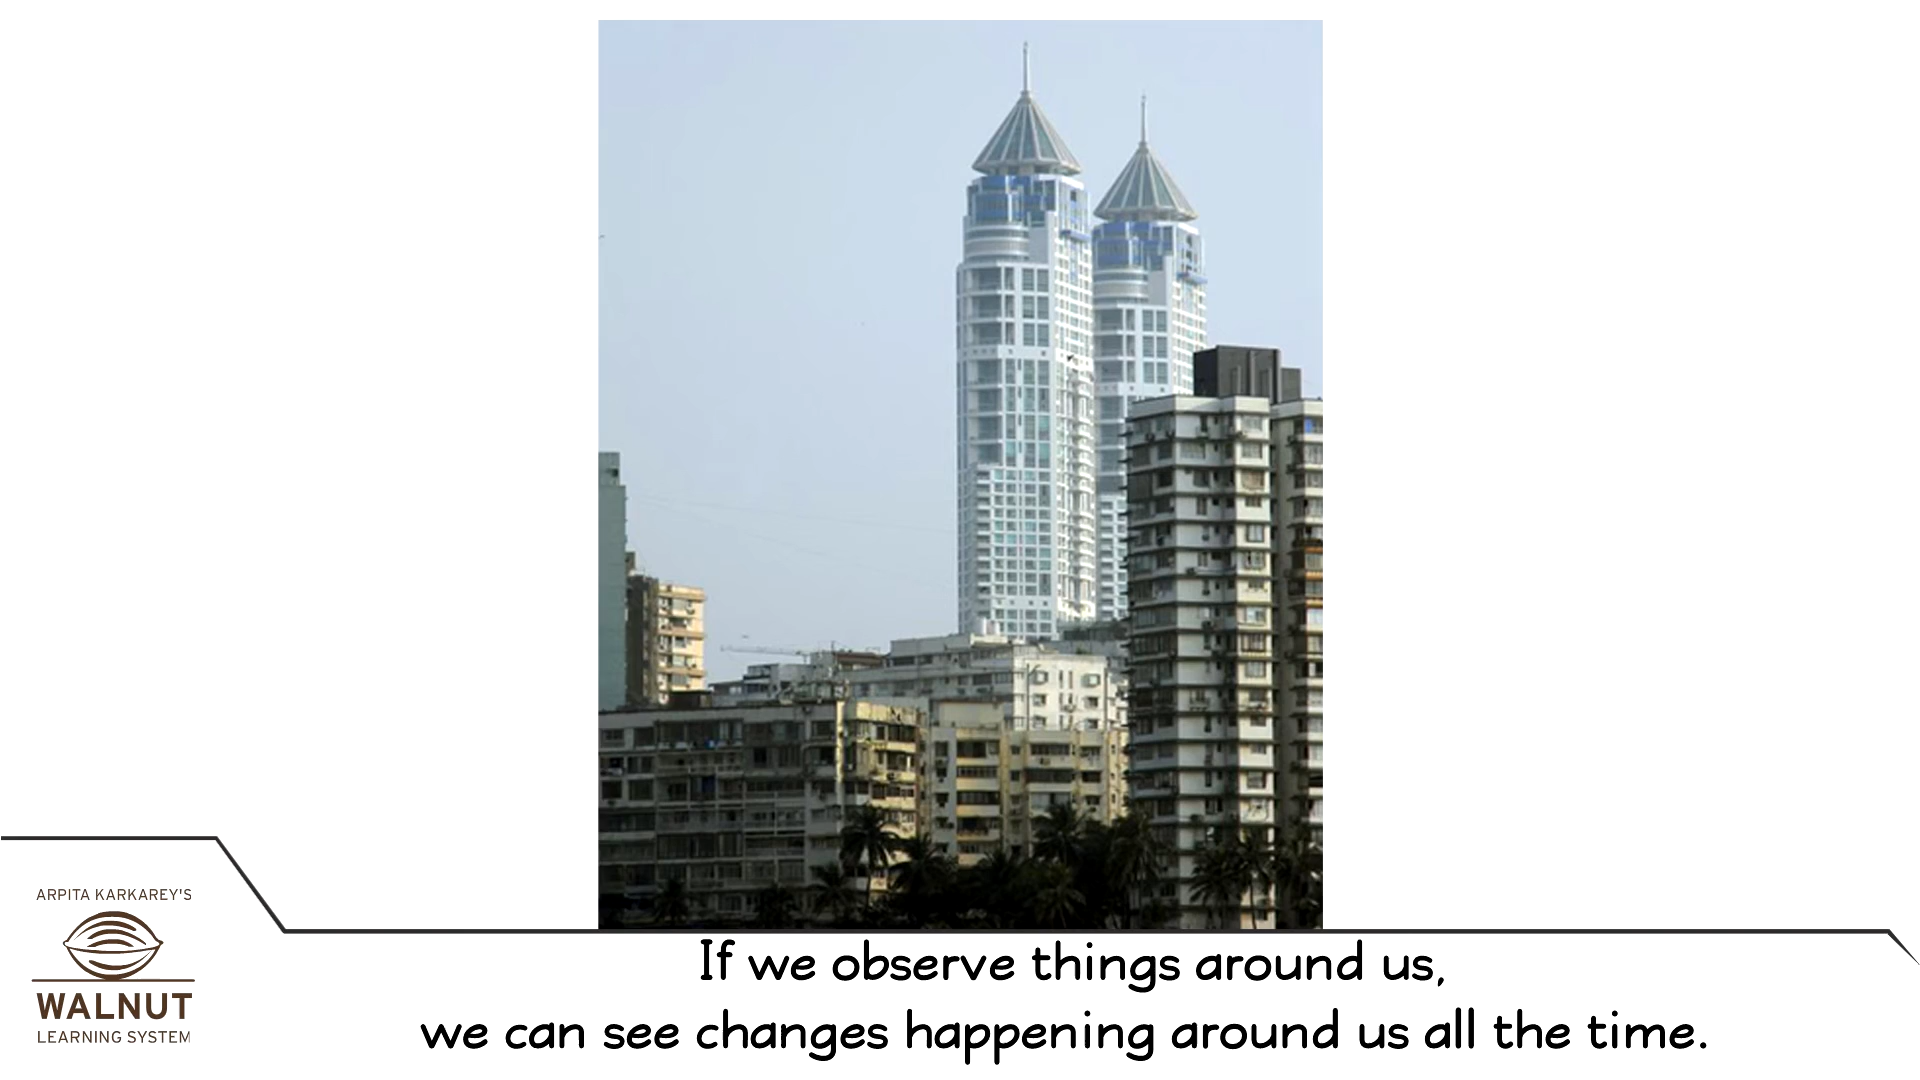 ARPITA KARKAREY'S
WALNUT
LEARNING SYSTEM
If we observe things around us,
we can see changes happening around us all the time.